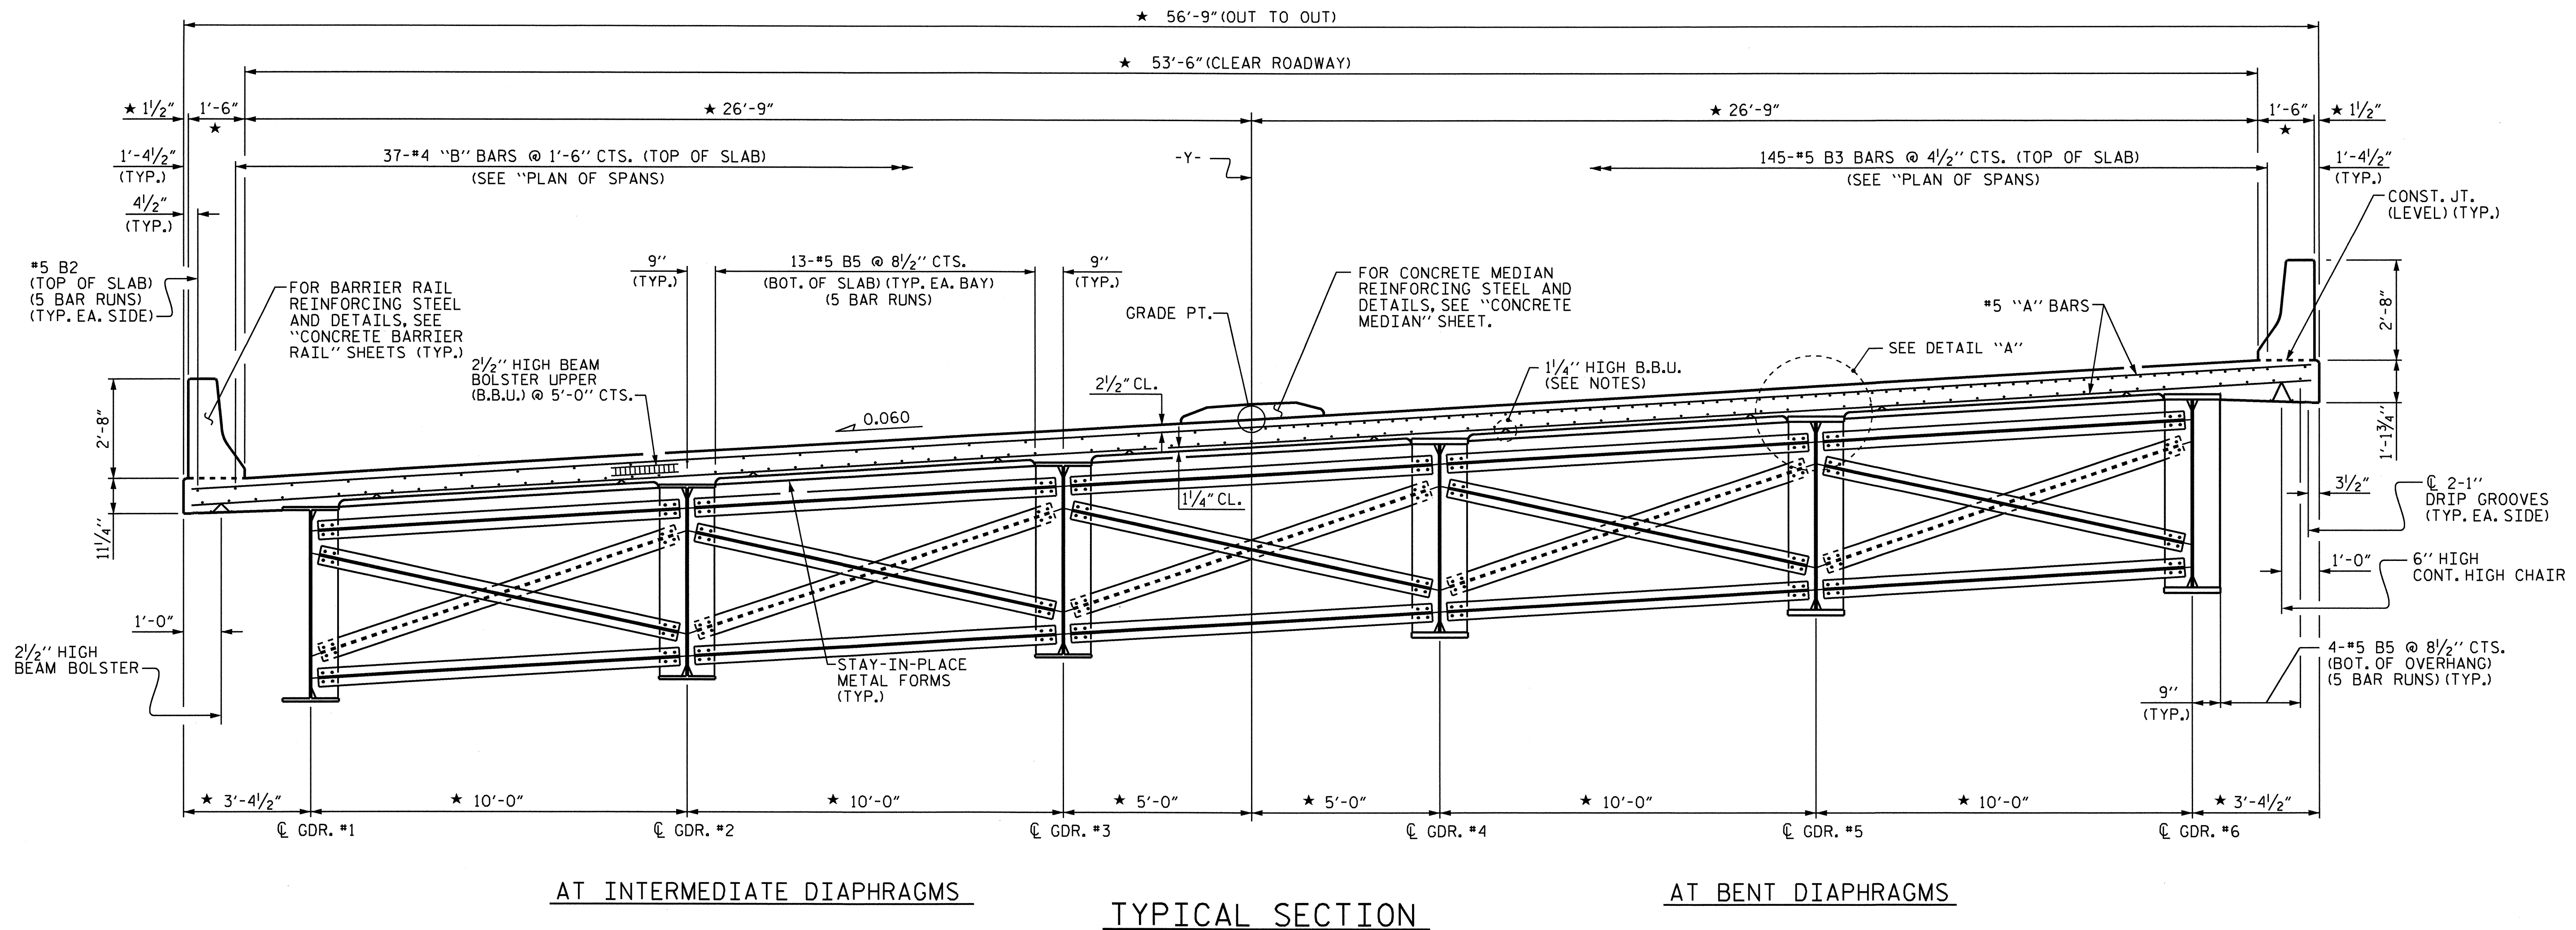 ★ 56'-9" (OUT TO OUT)
★ 53'-6" (CLEAR ROADWAY)
★ 1½"
1'-6"
★
★ 26'-9"
★ 26'-9"
1'-6"
★
★ 1½"
1'-4½"
(TYP.)
37-#4 "B" BARS @ 1'-6" CTS. (TOP OF SLAB)
(SEE "PLAN OF SPANS)
-Y-
145-#5 B3 BARS @ 4½" CTS. (TOP OF SLAB)
(SEE "PLAN OF SPANS)
1'-4½"
(TYP.)
4½"
(TYP.)
CONST. JT.
(LEVEL) (TYP.)
#5 B2
(TOP OF SLAB)
(5 BAR RUNS)
(TYP. EA. SIDE)
FOR BARRIER RAIL
REINFORCING STEEL
AND DETAILS, SEE
"CONCRETE BARRIER
RAIL" SHEETS (TYP.)
9"
(TYP.)
13-#5 B5 @ 8½" CTS.
(BOT. OF SLAB) (TYP. EA. BAY)
(5 BAR RUNS)
9"
(TYP.)
GRADE PT.
FOR CONCRETE MEDIAN
REINFORCING STEEL AND
DETAILS, SEE "CONCRETE
MEDIAN" SHEET.
#5 "A" BARS
2'-8"
SEE DETAIL "A"
2½" HIGH BEAM
BOLSTER UPPER
(B.B.U.) @ 5'-0" CTS.
2½" CL.
1¼" HIGH B.B.U.
(SEE NOTES)
0.060
2'-8"
1'-1¾"
11¼"
1¼" CL.
3½"
℄ 2-1"
DRIP GROOVES
(TYP. EA. SIDE)
1'-0"
6" HIGH
CONT. HIGH CHAIR
1'-0"
2½" HIGH
BEAM BOLSTER
STAY-IN-PLACE
METAL FORMS
(TYP.)
4-#5 B5 @ 8½" CTS.
(BOT. OF OVERHANG)
(5 BAR RUNS) (TYP.)
9"
(TYP.)
★ 3'-4½"
★ 10'-0"
★ 10'-0"
★ 5'-0"
★ 5'-0"
★ 10'-0"
★ 10'-0"
★ 3'-4½"
℄ GDR. #1
℄ GDR. #2
℄ GDR. #3
℄ GDR. #4
℄ GDR. #5
℄ GDR. #6
AT INTERMEDIATE DIAPHRAGMS
AT BENT DIAPHRAGMS
TYPICAL SECTION